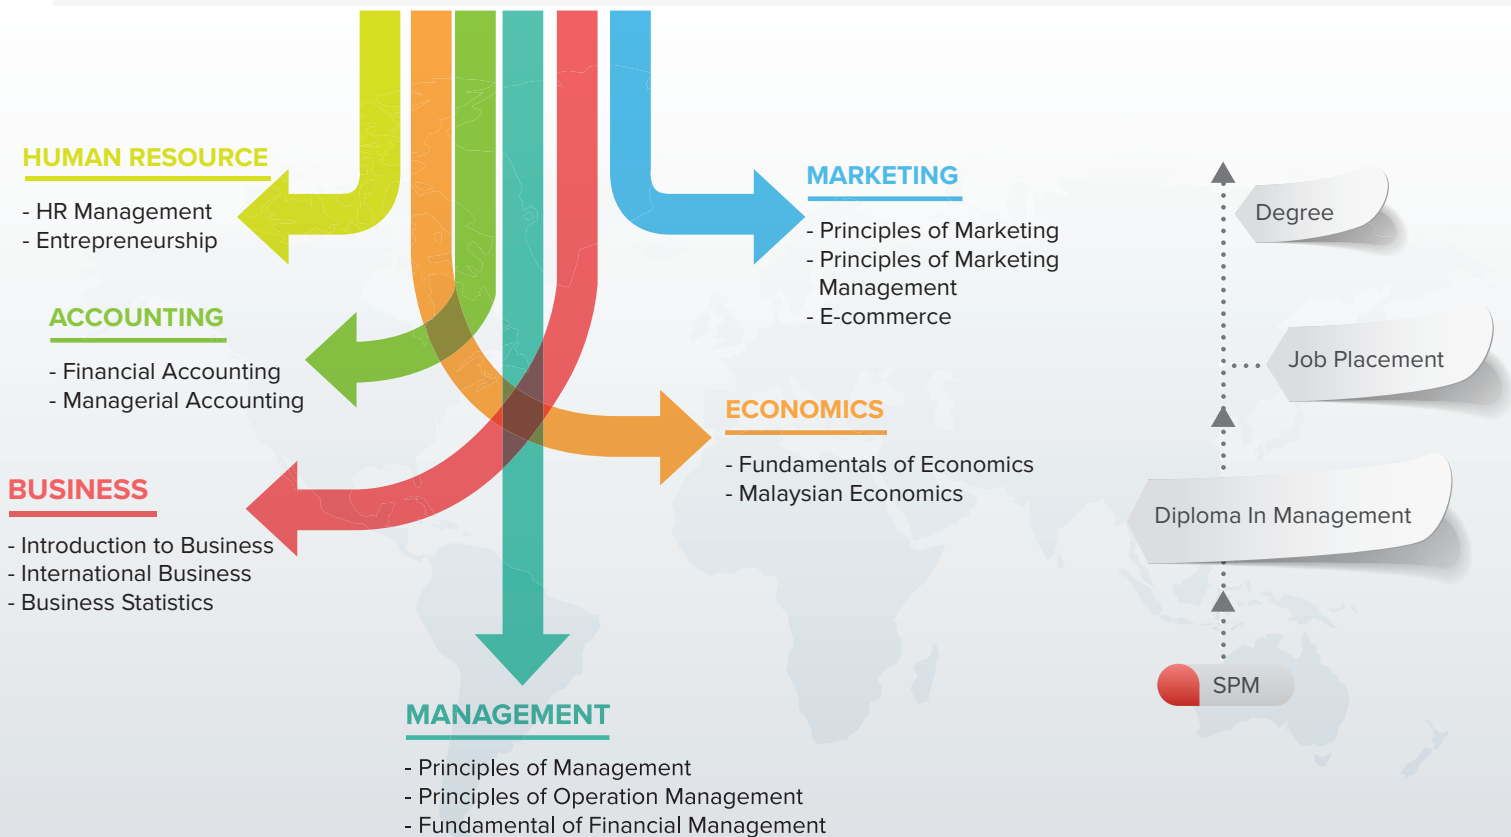 HUMAN RESOURCE
- HR Management
- Entrepreneurship
ACCOUNTING
- Financial Accounting
- Managerial Accounting
BUSINESS
- Introduction to Business
- International Business
- Business Statistics
MANAGEMENT
- Principles of Management
- Principles of Operation Management
- Fundamental of Financial Management
MARKETING
- Principles of Marketing
- Principles of Marketing
Management
- E-commerce
ECONOMICS
- Fundamentals of Economics
- Malaysian Economics
Degree
Job Placement
Diploma In Management
SPM